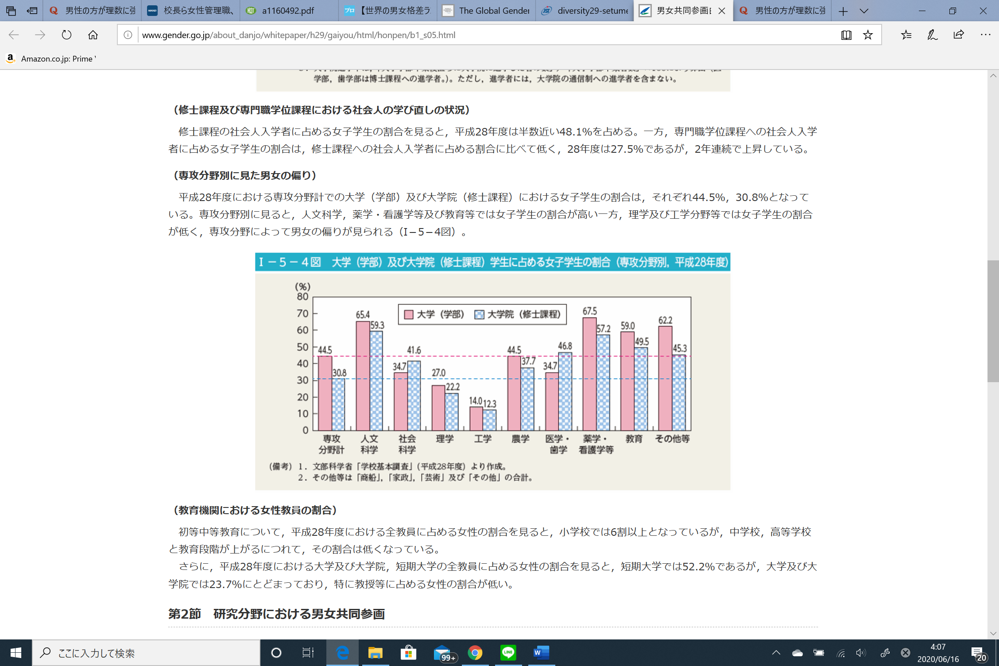 男性の方が理数に強
校長ら女性管理職、
a1160492.pdf
【世界の男女格差ラ
The Global Gender
diversity29-setume
男女共同参画白
男性の方が理数に強
www.gender.go.jp/about_danjo/whitepaper/h29/gaiyou/html/honpen/b1_s05.html
Amazon.co.jp: Prime
学部，歯学部は博士課程への進学者。）。ただし，進学者には，大学院の通信制への進学者を含まない。
（修士課程及び専門職学位課程における社会人の学び直しの状況）
修士課程の社会人入学者に占める女子学生の割合を見ると，平成28年度は半数近い48.1%を占める。一方，専門職学位課程への社会人入学
者に占める女子学生の割合は，修士課程への社会人入学者に占める割合に比べて低く，28年度は27.5%であるが，2年連続で上昇している。
（専攻分野別に見た男女の偏り）
平成28年度における専攻分野計での大学（学部）及び大学院（修士課程）における女子学生の割合は，それぞれ44.5%，30.8%となって
いる。専攻分野別に見ると，人文科学，薬学・看護学等及び教育等では女子学生の割合が高い一方，理学及び工学分野等では女子学生の割合
が低く，専攻分野によって男女の偏りが見られる（I－5－4図）。
Ｉ－５－４図　大学（学部）及び大学院（修士課程）学生に占める女子学生の割合（専攻分野別，平成28年度）
(%)
80
70
60
50
40
30
20
10
0
大学（学部）　大学院（修士課程）
44.5 30.8
65.4 59.3
34.7 41.6
27.0 22.2
14.0 12.3
44.5 37.7
34.7 46.8
67.5 57.2
59.0 49.5
62.2 45.3
専攻分野計
人文科学
社会科学
理学
工学
農学
医学・歯学
薬学・看護学等
教育
その他等
（備考）１．文部科学省「学校基本調査」（平成28年度）より作成。
２．その他等は「商船」，「家政」，「芸術」及び「その他」の合計。
（教育機関における女性教員の割合）
初等中等教育について，平成28年度における全教員に占める女性の割合を見ると，小学校では6割以上となっているが，中学校，高等学校
と教育段階が上がるにつれて，その割合は低くなっている。
さらに，平成28年度における大学及び大学院，短期大学の全教員に占める女性の割合を見ると，短期大学では52.2%であるが，大学及び大
学院では23.7%にとどまっており，特に教授等に占める女性の割合が低い。
第2節　研究分野における男女共同参画
ここに入力して検索
99+
LINE
4:07
2020/06/16
20